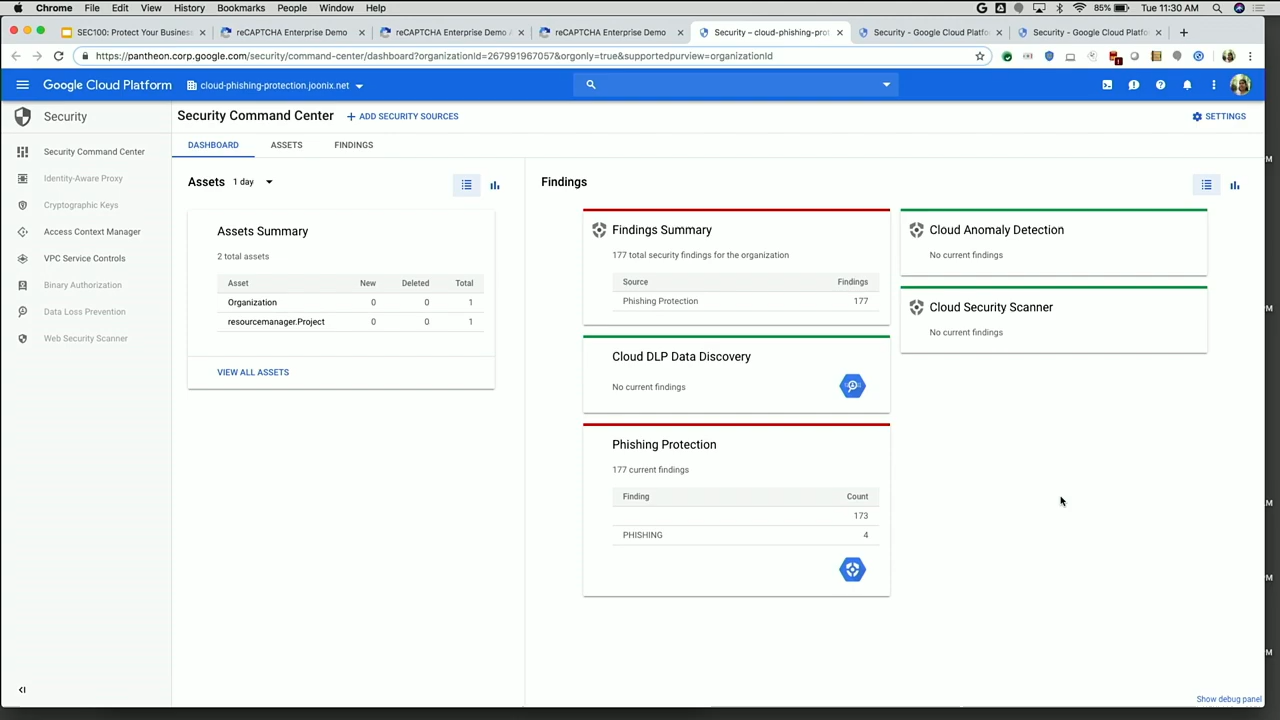 Chrome File Edit View History Bookmarks People Window Help 85% Tue 11:30 AM
SEC100: Protect Your Business
reCAPTCHA Enterprise Demo
reCAPTCHA Enterprise Demo
reCAPTCHA Enterprise Demo
Security – cloud-phishing-pro
Security - Google Cloud Platfo
Security - Google Cloud Platfo
https://pantheon.corp.google.com/security/command-center/dashboard?organizationId=267991967057&orgonly=true&supportedpurview=organizationId
Google Cloud Platform
cloud-phishing-protection.joonix.net
Security
Security Command Center
Identity-Aware Proxy
Cryptographic Keys
Access Context Manager
VPC Service Controls
Binary Authorization
Data Loss Prevention
Web Security Scanner
Security Command Center
ADD SECURITY SOURCES
SETTINGS
DASHBOARD ASSETS FINDINGS
Assets 1 day
Assets Summary
2 total assets
Asset New Deleted Total
Organization 0 0 1
resourcemanager.Project 0 0 1
VIEW ALL ASSETS
Findings
Findings Summary
177 total security findings for the organization
Source Findings
Phishing Protection 177
Cloud DLP Data Discovery
No current findings
Phishing Protection
177 current findings
Finding Count
173
PHISHING 4
Cloud Anomaly Detection
No current findings
Cloud Security Scanner
No current findings
Show debug panel